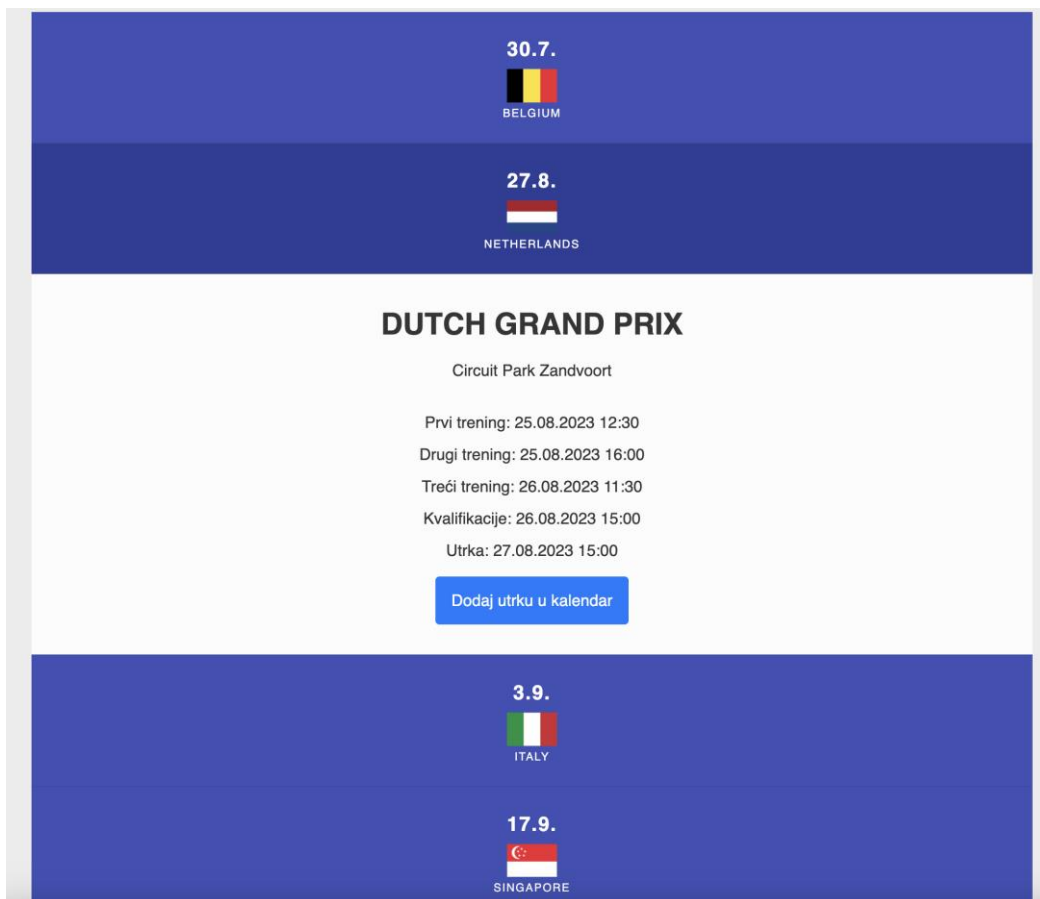 30.7.
BELGIUM
27.8.
NETHERLANDS
DUTCH GRAND PRIX
Circuit Park Zandvoort
Prvi trening: 25.08.2023 12:30
Drugi trening: 25.08.2023 16:00
Treći trening: 26.08.2023 11:30
Kvalifikacije: 26.08.2023 15:00
Utrka: 27.08.2023 15:00
Dodaj utrku u kalendar
3.9.
ITALY
17.9.
SINGAPORE